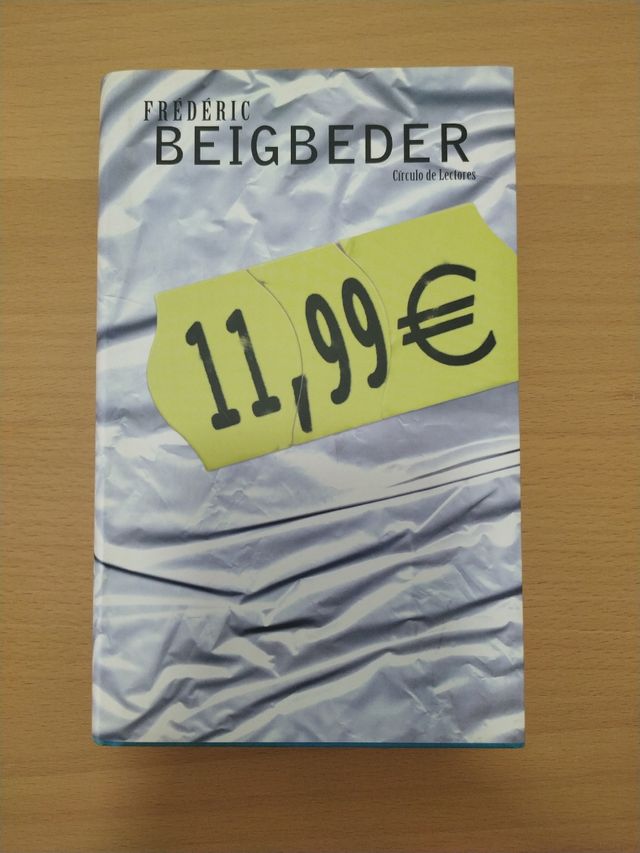 FRÉDÉRIC
BEIGBEDER
Círculo de Lectores
11,99€